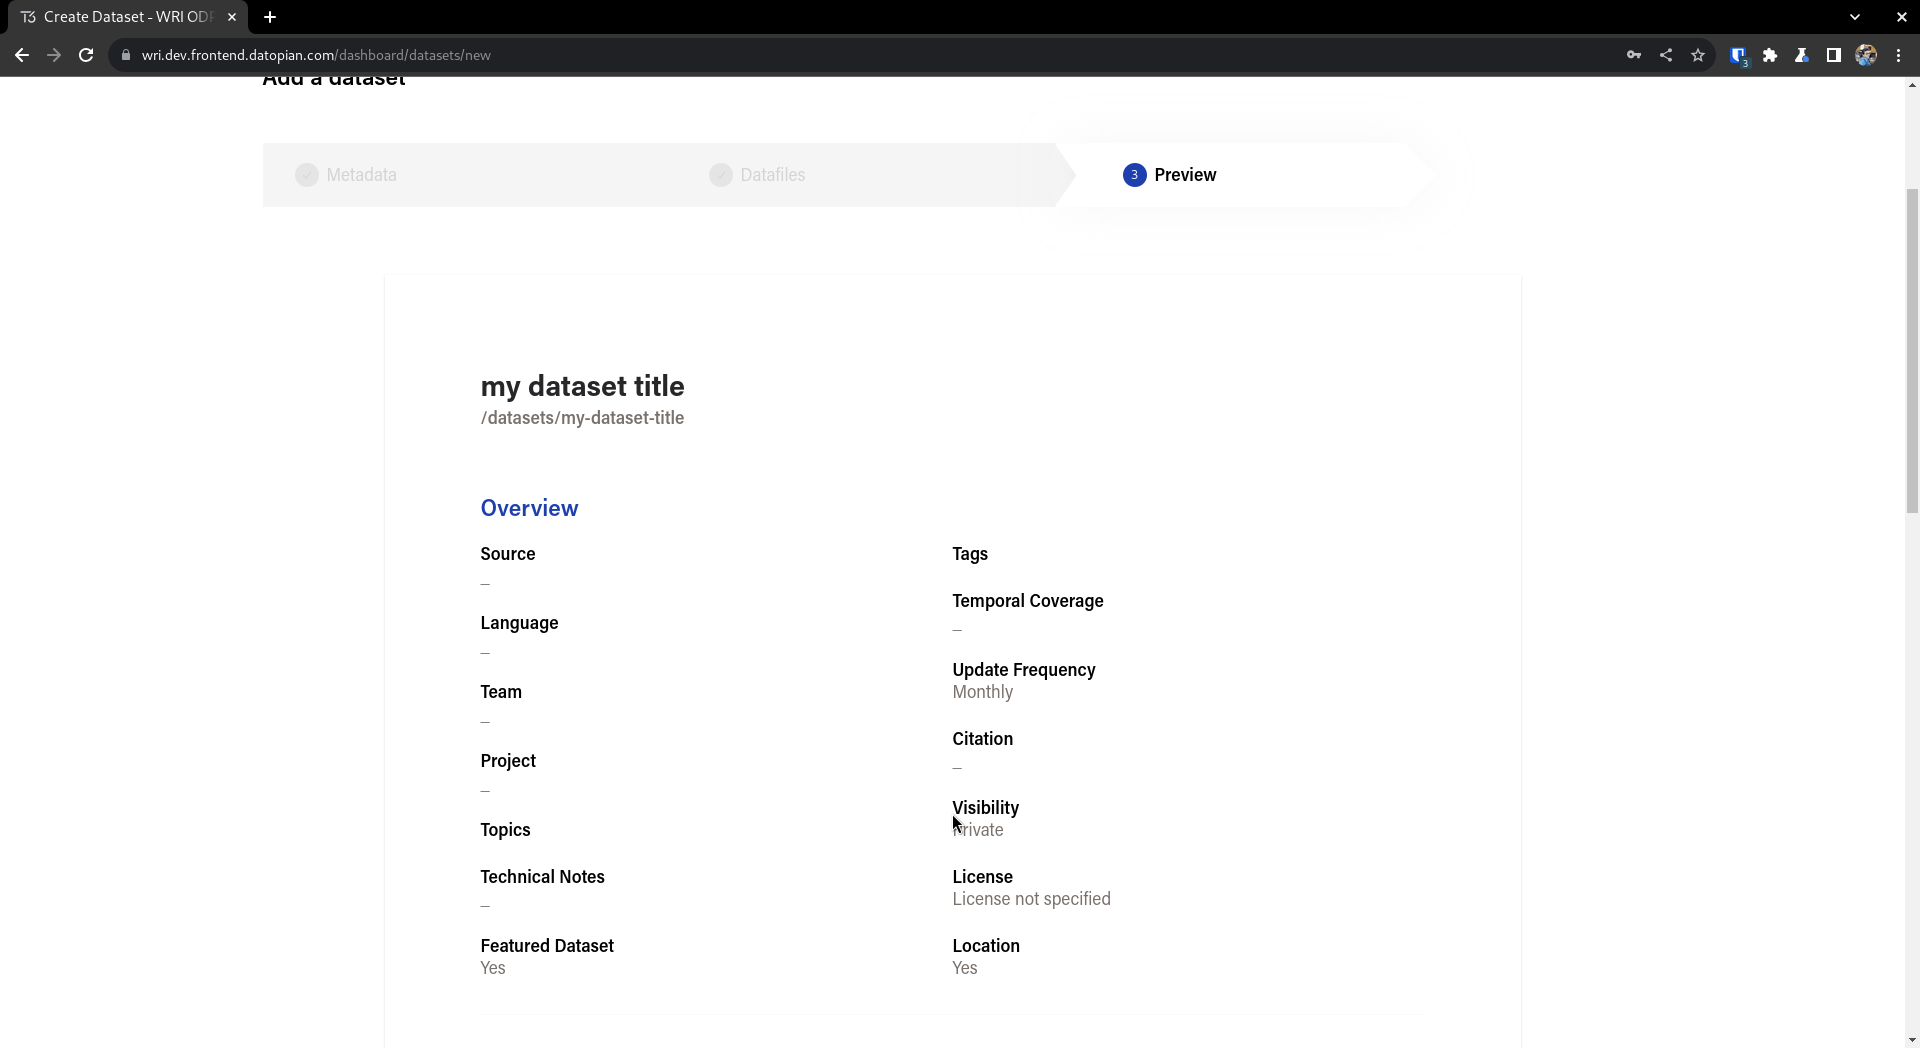 Create Dataset - WRI OD
wri.dev.frontend.datopian.com/dashboard/datasets/new
3
Add a dataset
Metadata
Datafiles
3 Preview
my dataset title
/datasets/my-dataset-title
Overview
Source
_
Language
_
Team
_
Project
_
Topics
Technical Notes
_
Featured Dataset
Yes
Tags
Temporal Coverage
_
Update Frequency
Monthly
Citation
_
Visibility
Private
License
License not specified
Location
Yes